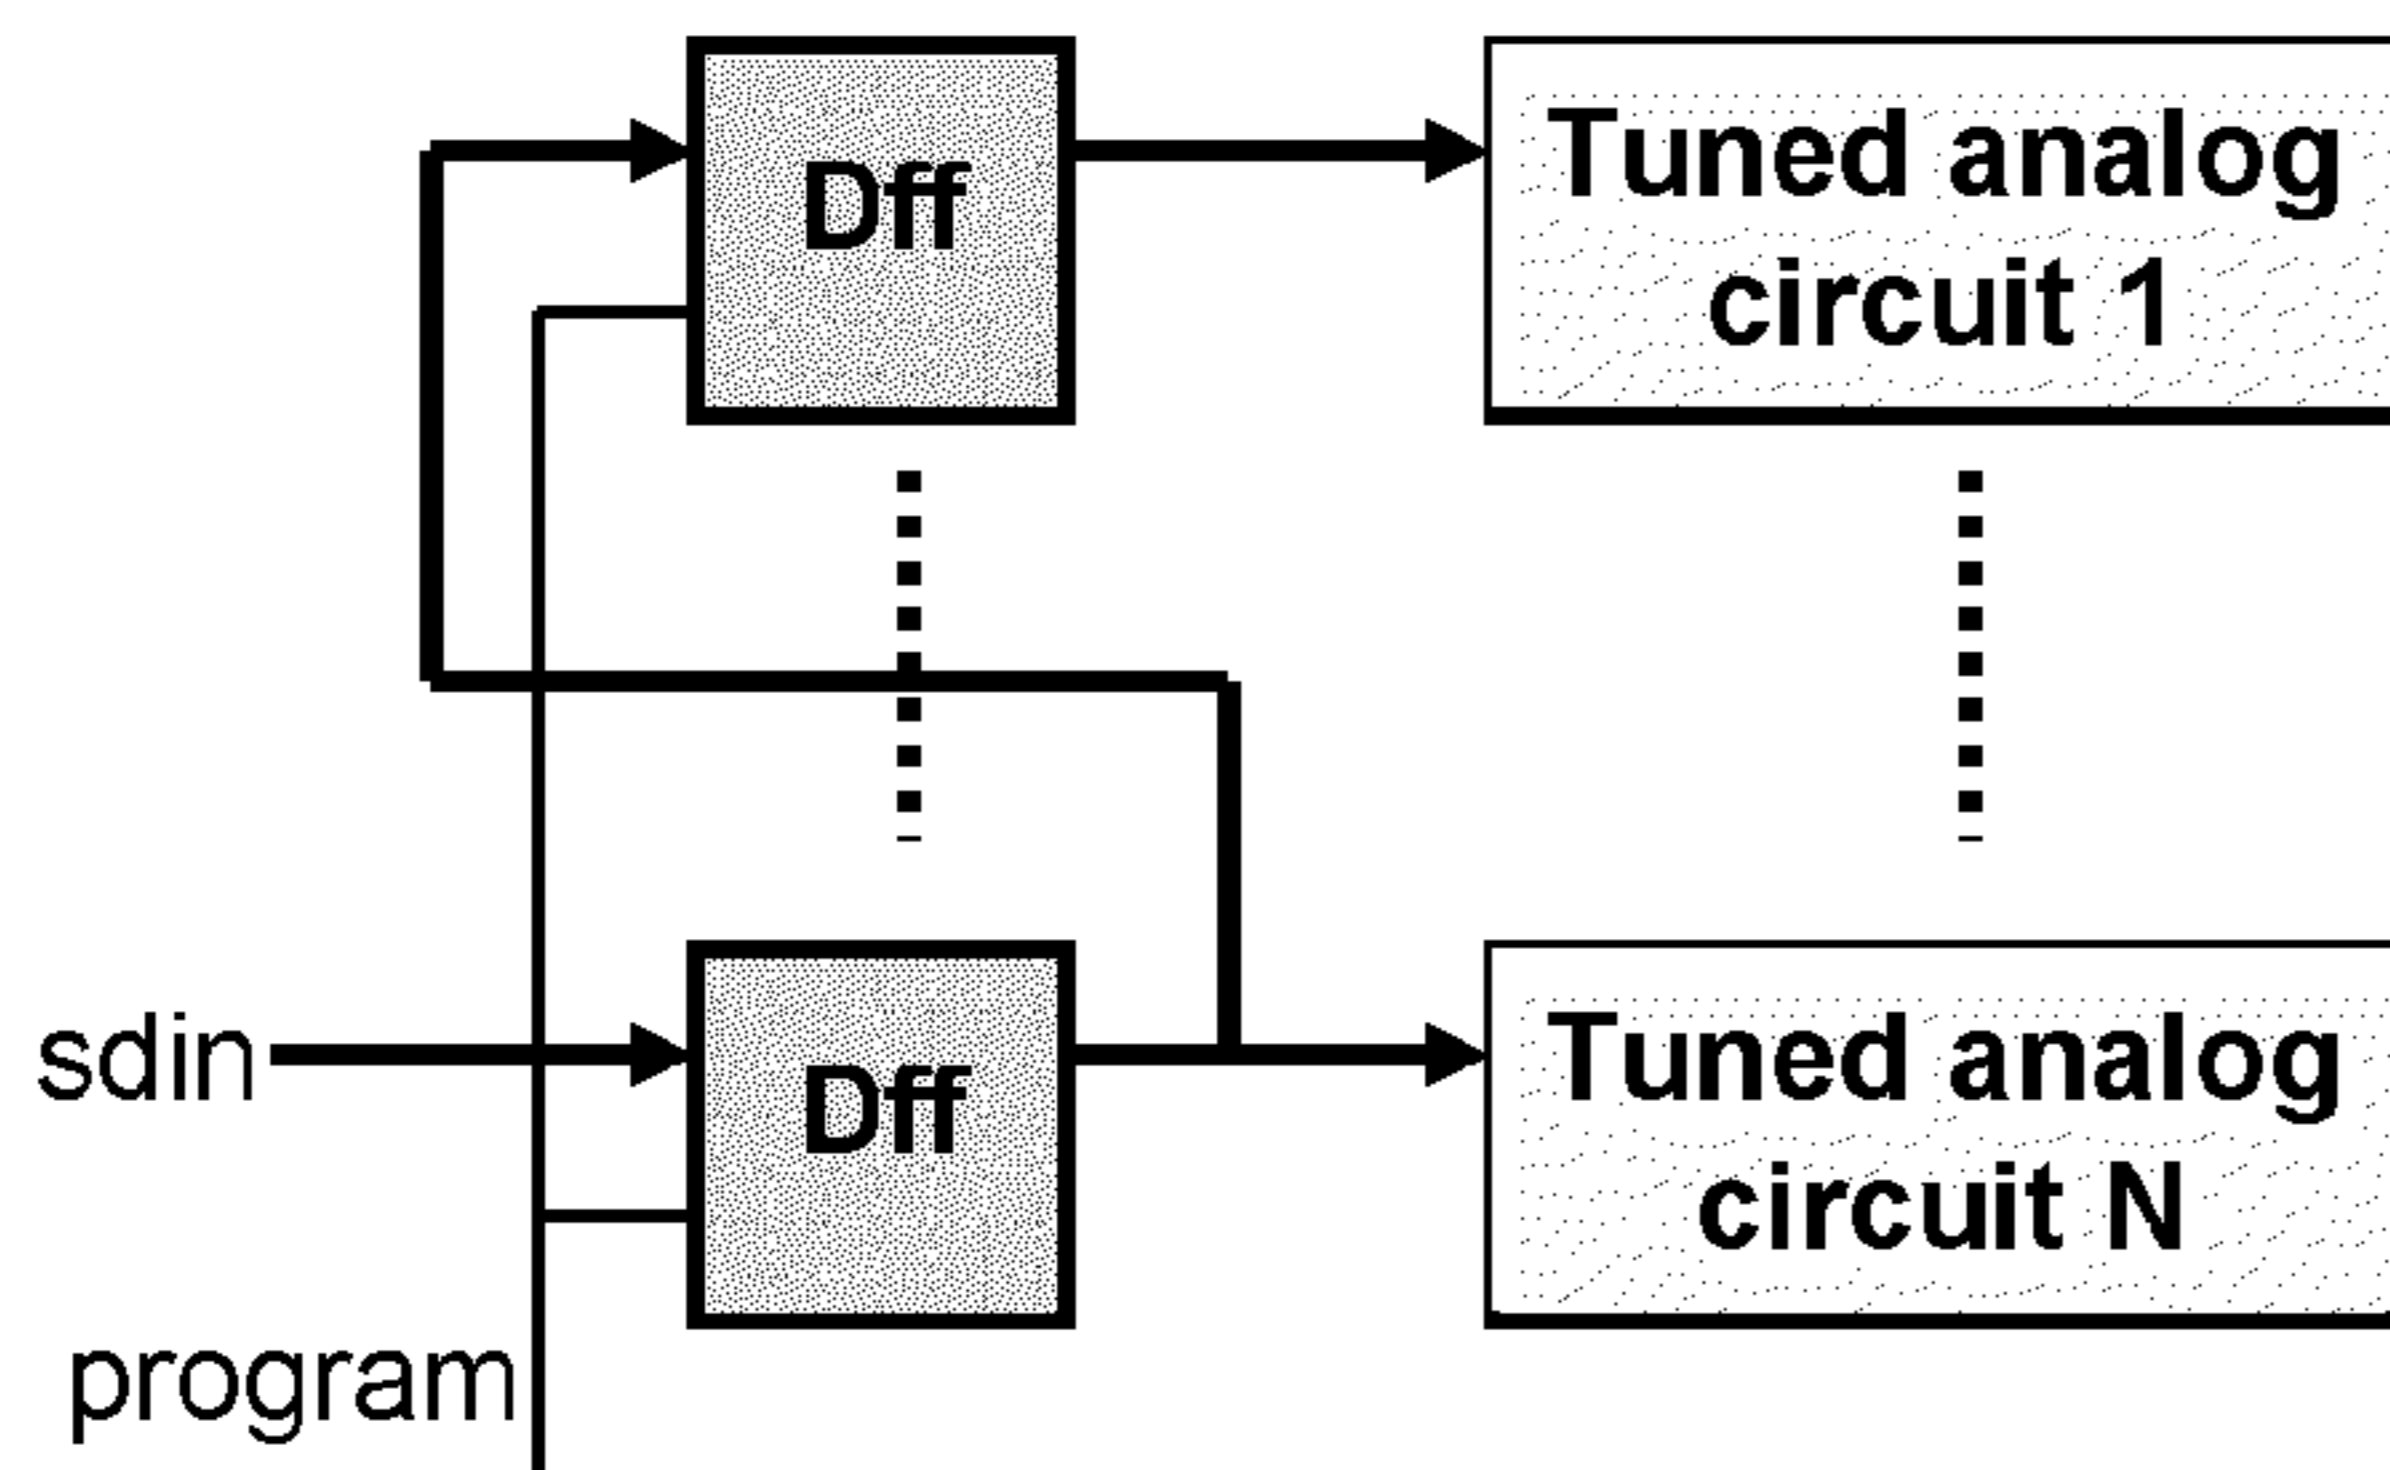 Dff
Tuned analog
circuit 1
sdin
Dff
Tuned analog
circuit N
program